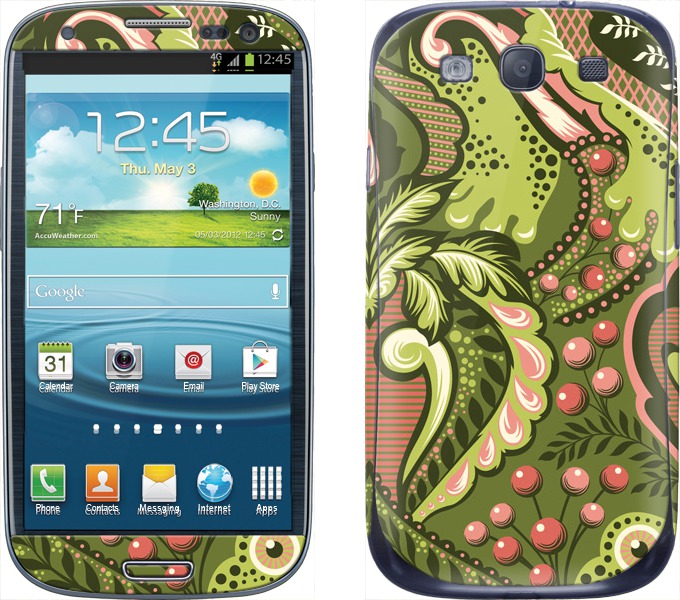 4G 12:45
12:45
Thu. May 3
71°F
Washington, D.C.
Sunny
AccuWeather.com
05/03/2012 12:45
Google
31
Calendar Camera Email Play Store
Phone Contacts Messaging Internet Apps